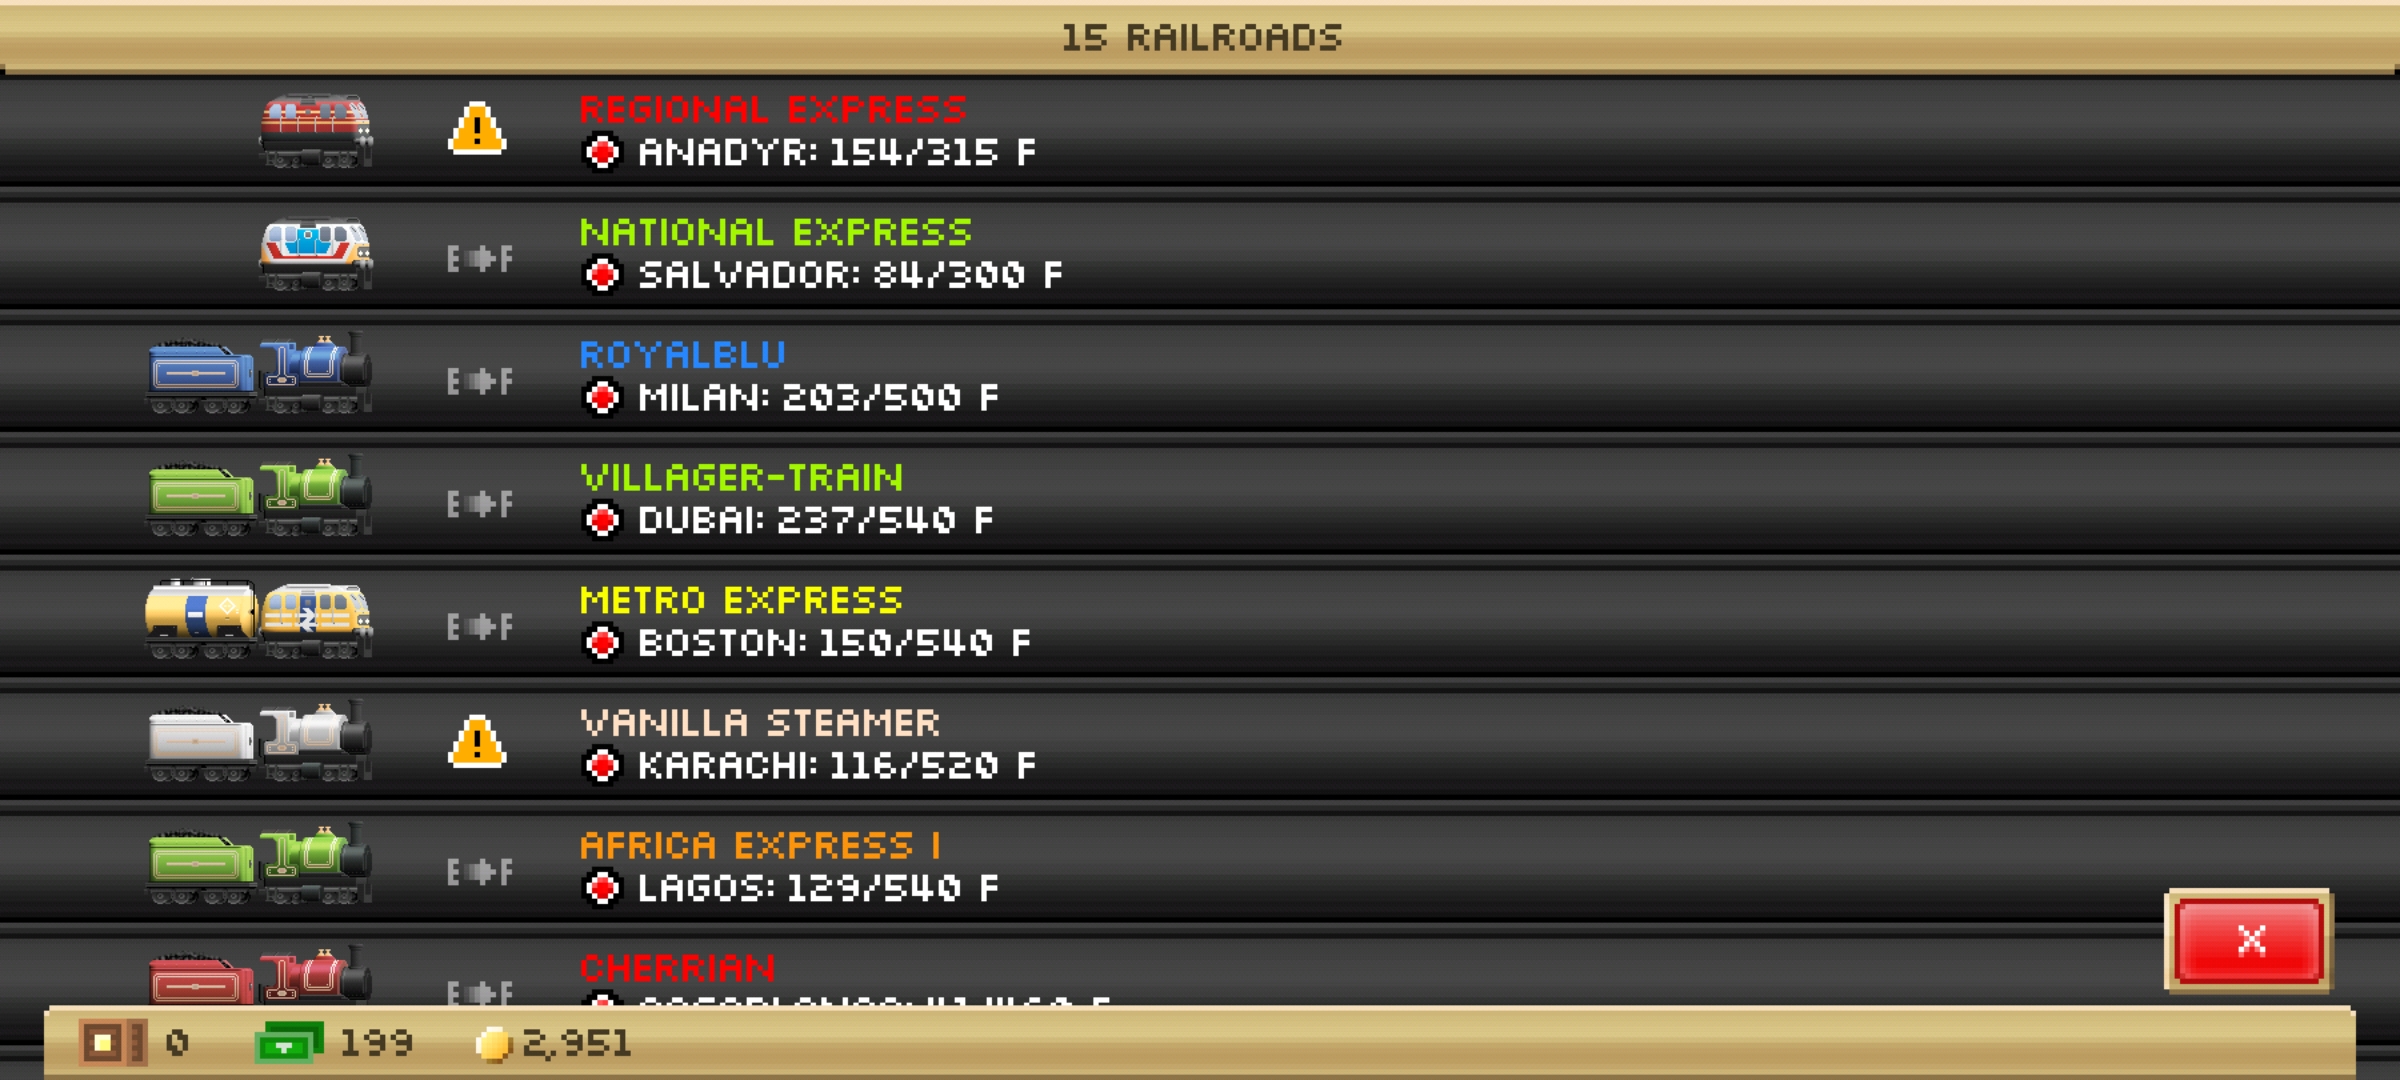 15 RAILROADS
REGIONAL EXPRESS
ANADYR: 154/315 F
E F NATIONAL EXPRESS
SALVADOR: 84/300 F
E F ROYALBLU
MILAN: 203/500 F
E F VILLAGER-TRAIN
DUBAI: 237/540 F
E F METRO EXPRESS
BOSTON: 150/540 F
VANILLA STEAMER
KARACHI: 116/520 F
E F AFRICA EXPRESS I
LAGOS: 129/540 F
E F CHERRIAN
X
0 199 2,951